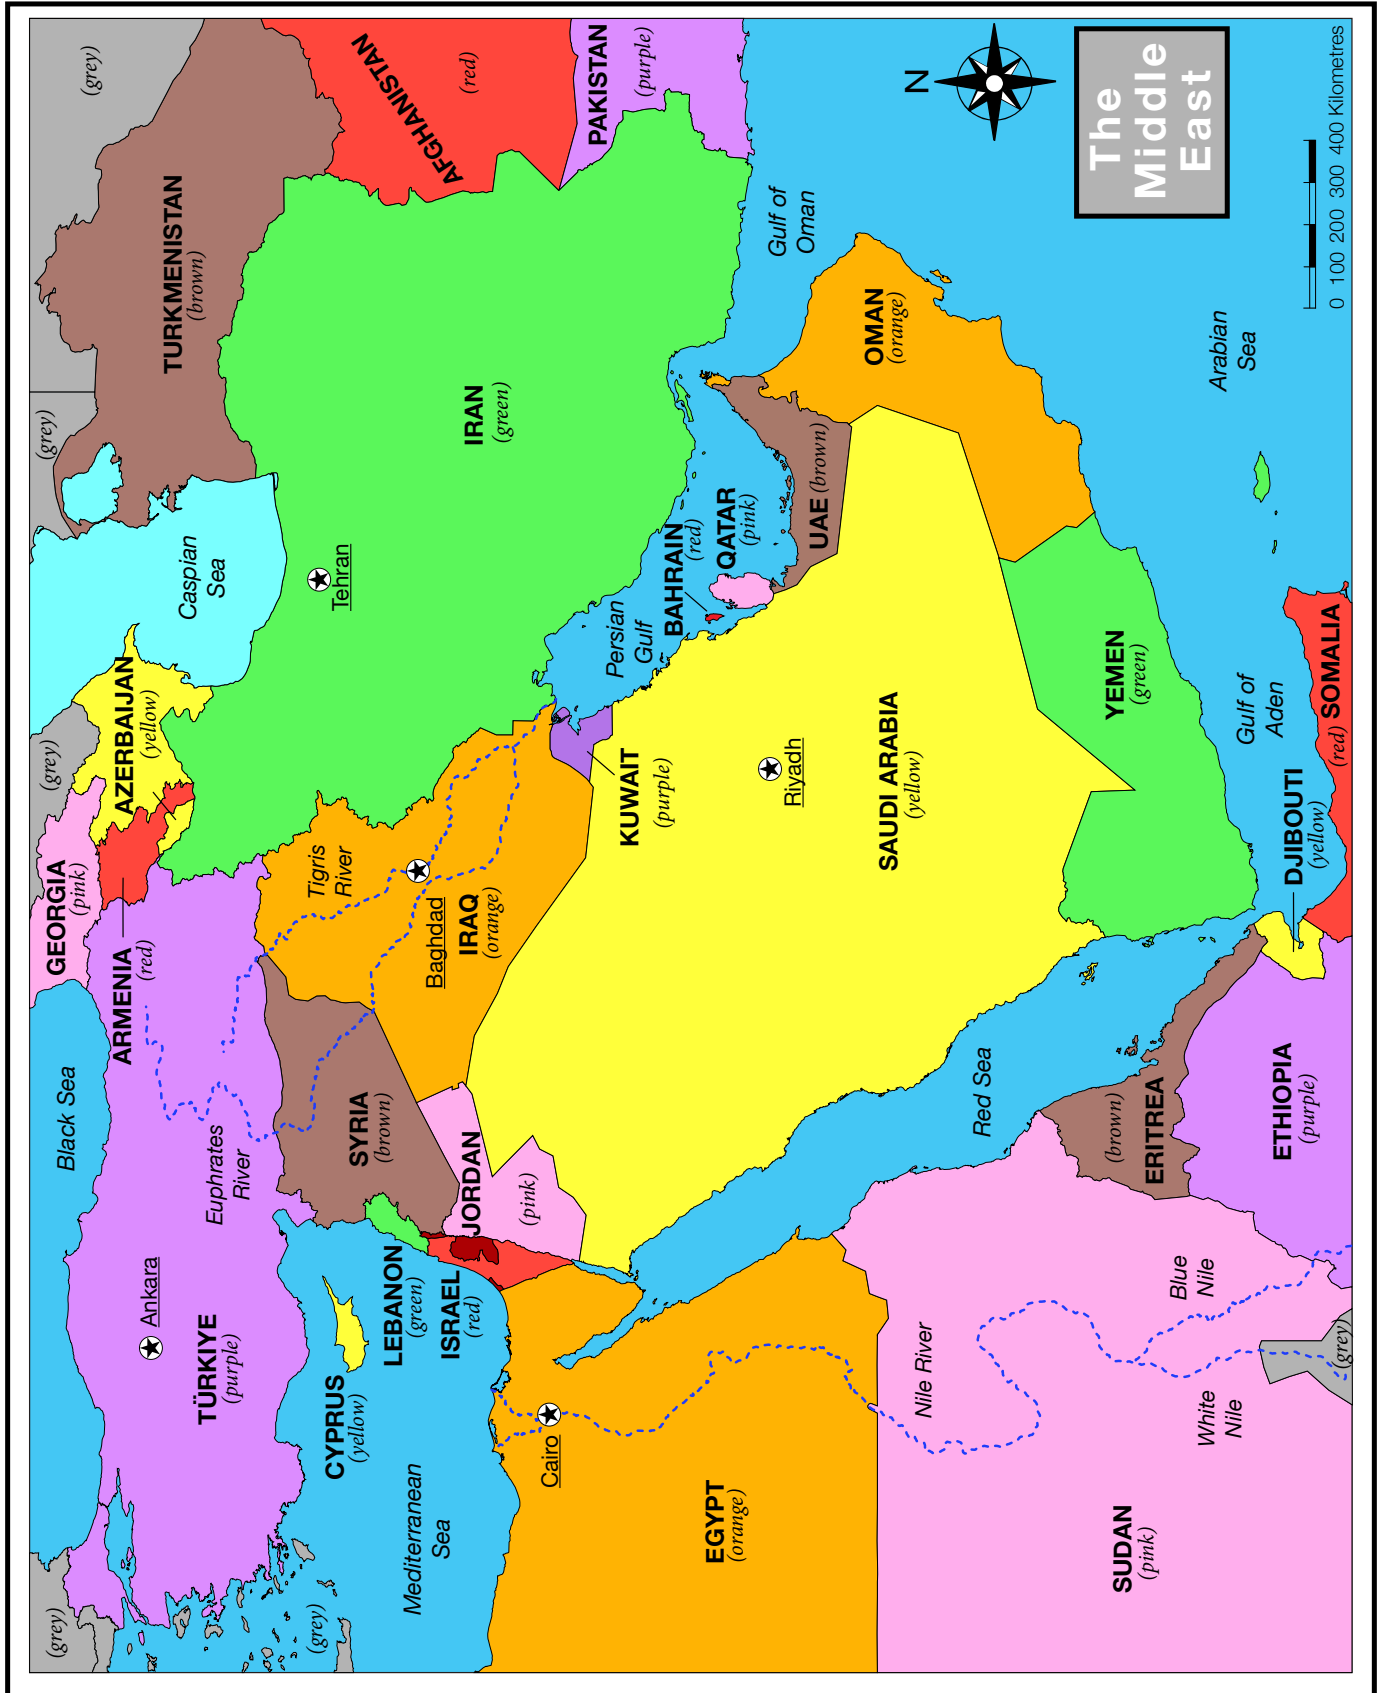 (grey)
(grey)
(grey)
(grey)
(grey)
(grey)
Black Sea
GEORGIA
(pink)
ARMENIA
(red)
AZERBAIJAN
(yellow)
Caspian
Sea
TURKMENISTAN
(brown)
AFGHANISTAN
(red)
PAKISTAN
(purple)
Ankara
TÜRKIYE
(purple)
Euphrates
River
Tigris
River
Tehran
IRAN
(green)
CYPRUS
(yellow)
Mediterranean
Sea
LEBANON
(green)
ISRAEL
(red)
SYRIA
(brown)
JORDAN
(pink)
Baghdad
IRAQ
(orange)
KUWAIT
(purple)
Persian
Gulf
BAHRAIN
(red)
QATAR
(pink)
UAE (brown)
Gulf of
Oman
OMAN
(orange)
Cairo
EGYPT
(orange)
Riyadh
SAUDI ARABIA
(yellow)
Red Sea
Nile River
SUDAN
(pink)
White
Nile
Blue
Nile
ERITREA
(brown)
ETHIOPIA
(purple)
DJIBOUTI
(yellow)
YEMEN
(green)
Gulf of
Aden
SOMALIA
(red)
Arabian
Sea
N
The
Middle
East
0 100 200 300 400 Kilometres